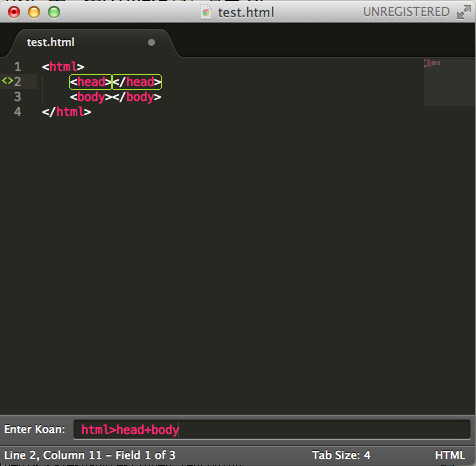 test.html
UNREGISTERED
test.html
1 <html>
<>2 <head></head>
3 <body></body>
4 </html>
Enter Koan: html>head+body
Line 2, Column 11 – Field 1 of 3
Tab Size: 4
HTML